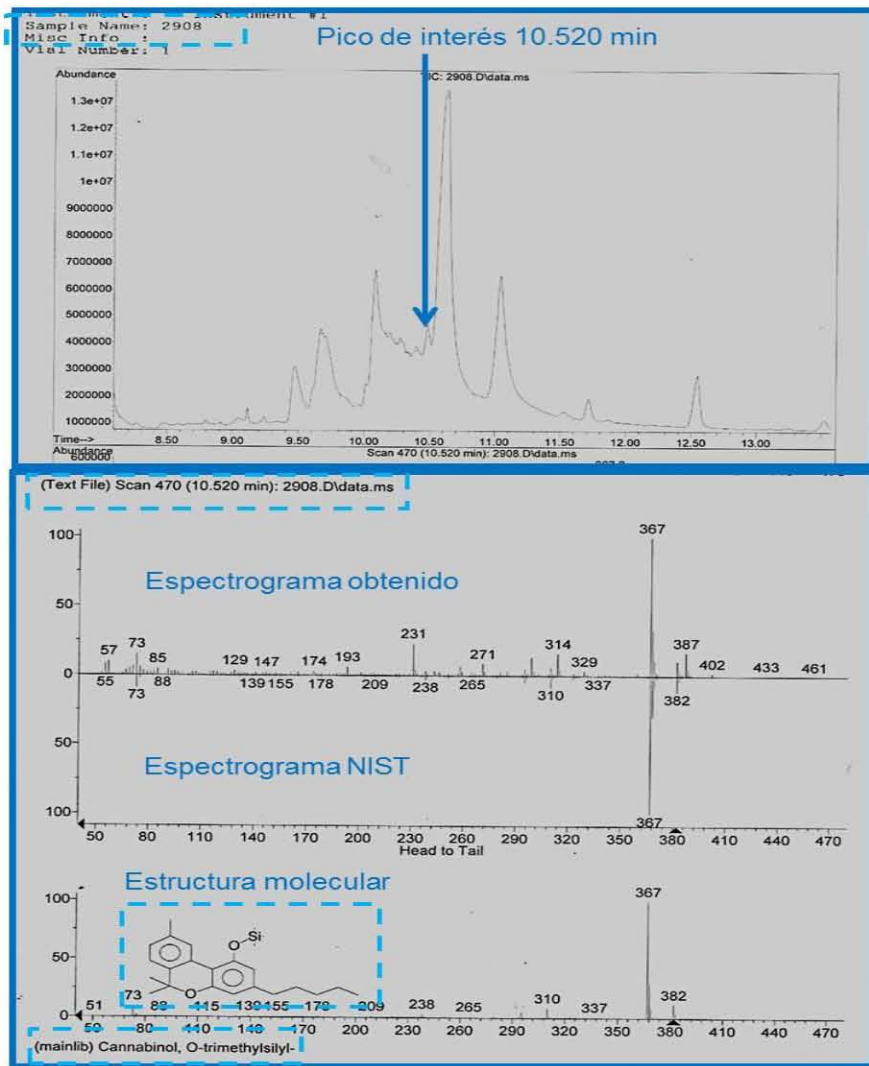 Instrument #1
Sample Name: 2908
Misc Info :
Vial Number: 1
Pico de interés 10.520 min
Abundance
TIC: 2908.D\data.ms
1.3e+07
1.2e+07
1.1e+07
1e+07
9000000
8000000
7000000
6000000
5000000
4000000
3000000
2000000
1000000
Time-->
8.50 9.00 9.50 10.00 10.50 11.00 11.50 12.00 12.50 13.00
Abundance
Scan 470 (10.520 min): 2908.D\data.ms
600000
(Text File) Scan 470 (10.520 min): 2908.D\data.ms
Espectrograma obtenido
100
50
0
50
100
57 73 85 129 147 174 193 231 271 314 329 367 387 402 433 461
55 73 88 139 155 178 209 238 265 310 337 382
Espectrograma NIST
367
50 80 110 140 170 200 230 260 290 320 350 380 410 440 470
Head to Tail
Estructura molecular
100
50
0
O Si
O
367
51 73 115 155 209 238 265 310 337 382
50 80 110 140 170 200 230 260 290 320 350 380 410 440 470
(mainlib) Cannabinol, O-trimethylsilyl-